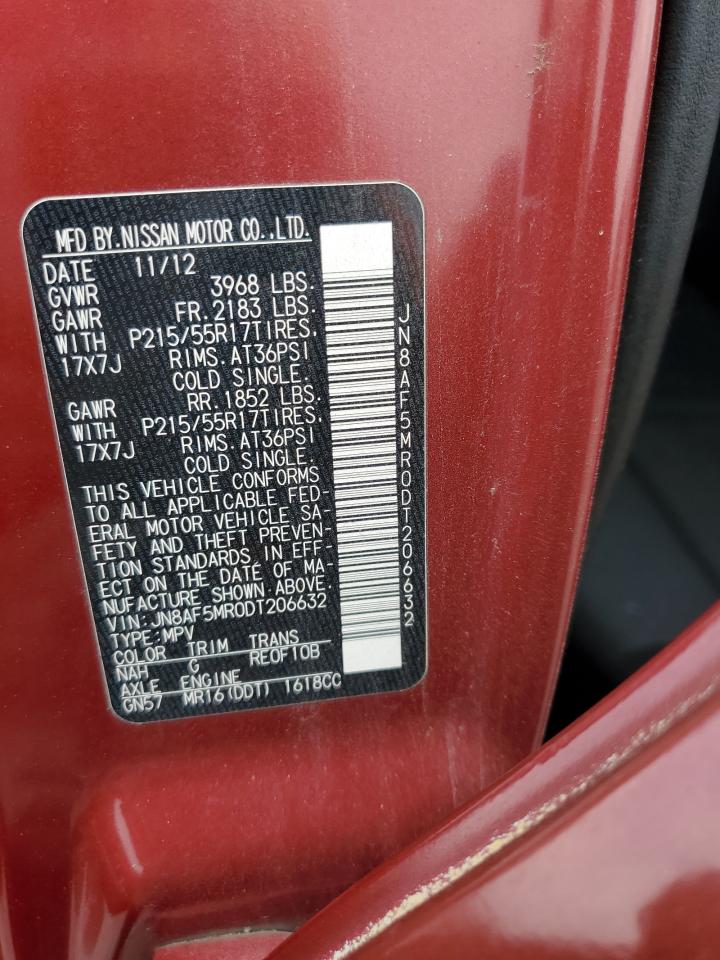 MFD BY.NISSAN MOTOR CO.,LTD.
DATE 11/12
GVWR 3968 LBS.
GAWR FR.2183 LBS.
WITH P215/55R17TIRES.
17X7J RIMS.AT36PSI
COLD SINGLE.
GAWR RR.1852 LBS.
WITH P215/55R17TIRES.
17X7J RIMS.AT36PSI
COLD SINGLE.
THIS VEHICLE CONFORMS
TO ALL APPLICABLE FED-
ERAL MOTOR VEHICLE SA-
FETY AND THEFT PREVEN-
TION STANDARDS IN EFF-
ECT ON THE DATE OF MA-
NUFACTURE SHOWN ABOVE.
VIN:JN8AF5MR0DT206632
TYPE:MPV
COLOR TRIM TRANS
NAH G RE0F10B
AXLE ENGINE
GN57 MR16(DDT) 1618CC
JN8AF5MR0DT206632